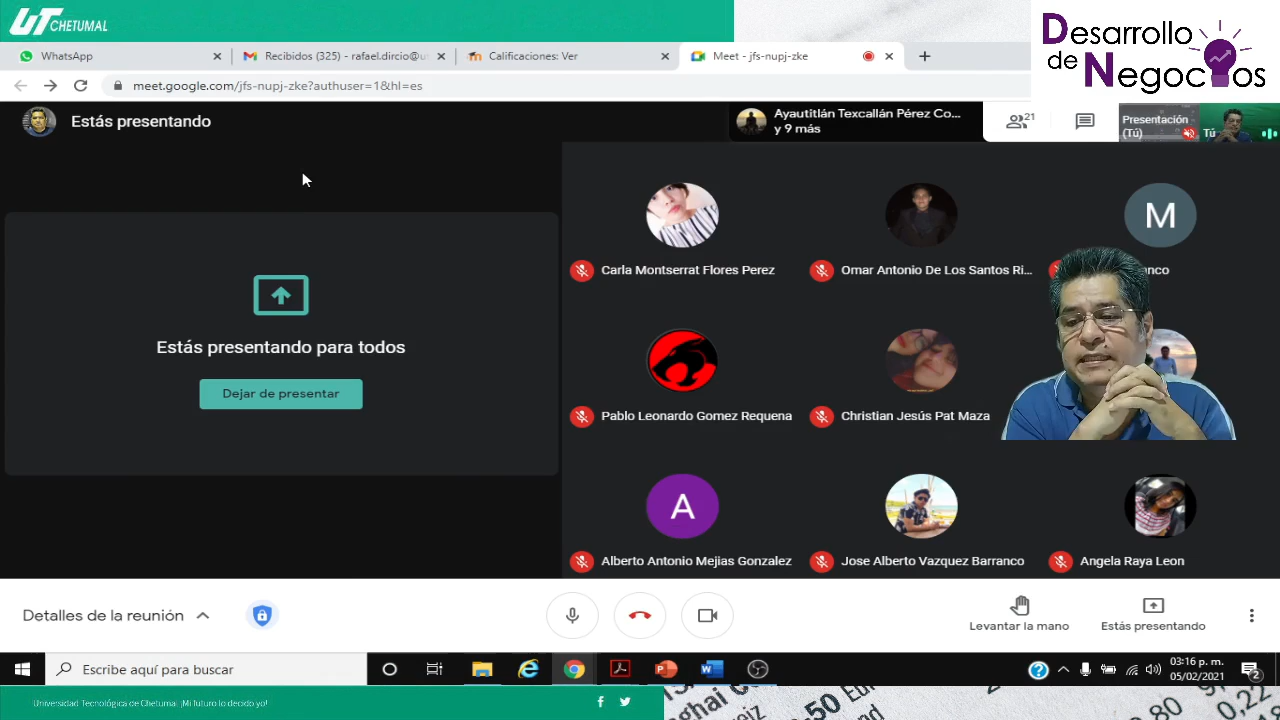 UT CHETUMAL
Desarrollo
de Negocios
WhatsApp
Recibidos (325) - efael.dircio@u
Calificaciones: Ver
Meet - jfs-nupj-zke
meet.google.com/jfs-nupj-zke?authuser=1&hl=es
Estás presentando
Ayautitlán Texcallán Pérez Co...
y 9 más
21
Presentación
(Tú)
Tú
M
Carla Montserrat Flores Perez
Omar Antonio De Los Santos Ri...
anco
Estás presentando para todos
Dejar de presentar
Pablo Leonardo Gomez Requena
Christian Jesús Pat Maza
A
Alberto Antonio Mejias Gonzalez
Jose Alberto Vazquez Barranco
Angela Raya Leon
Detalles de la reunión
Levantar la mano
Estás presentando
Escribe aquí para buscar
03:16 p. m.
05/02/2021
2
Universidad Tecnológica de Chetumal ¡Mi futuro lo decido yo!